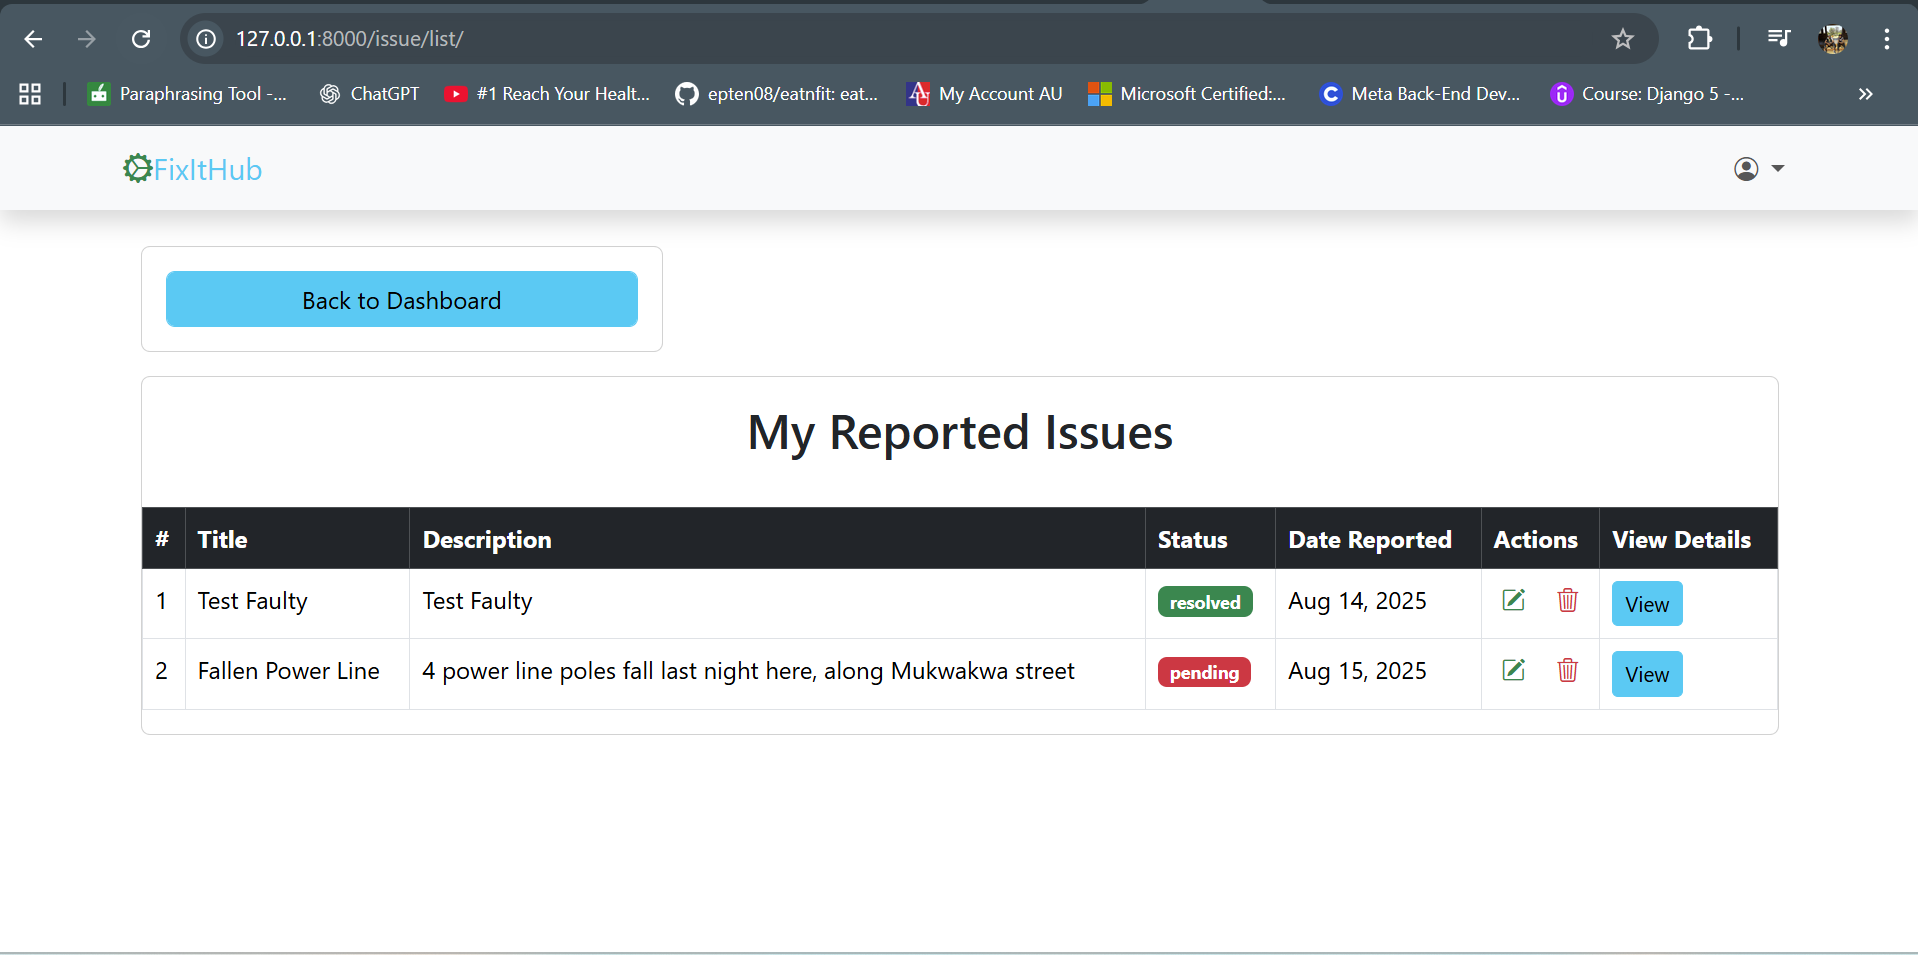 127.0.0.1:8000/issue/list/
Paraphrasing Tool -... ChatGPT #1 Reach Your Healt... epten08/eatnfit: eat... My Account AU Microsoft Certified:... Meta Back-End Dev... Course: Django 5 -...
FixItHub
Back to Dashboard
My Reported Issues
# Title Description Status Date Reported Actions View Details
1 Test Faulty Test Faulty resolved Aug 14, 2025 View
2 Fallen Power Line 4 power line poles fall last night here, along Mukwakwa street pending Aug 15, 2025 View